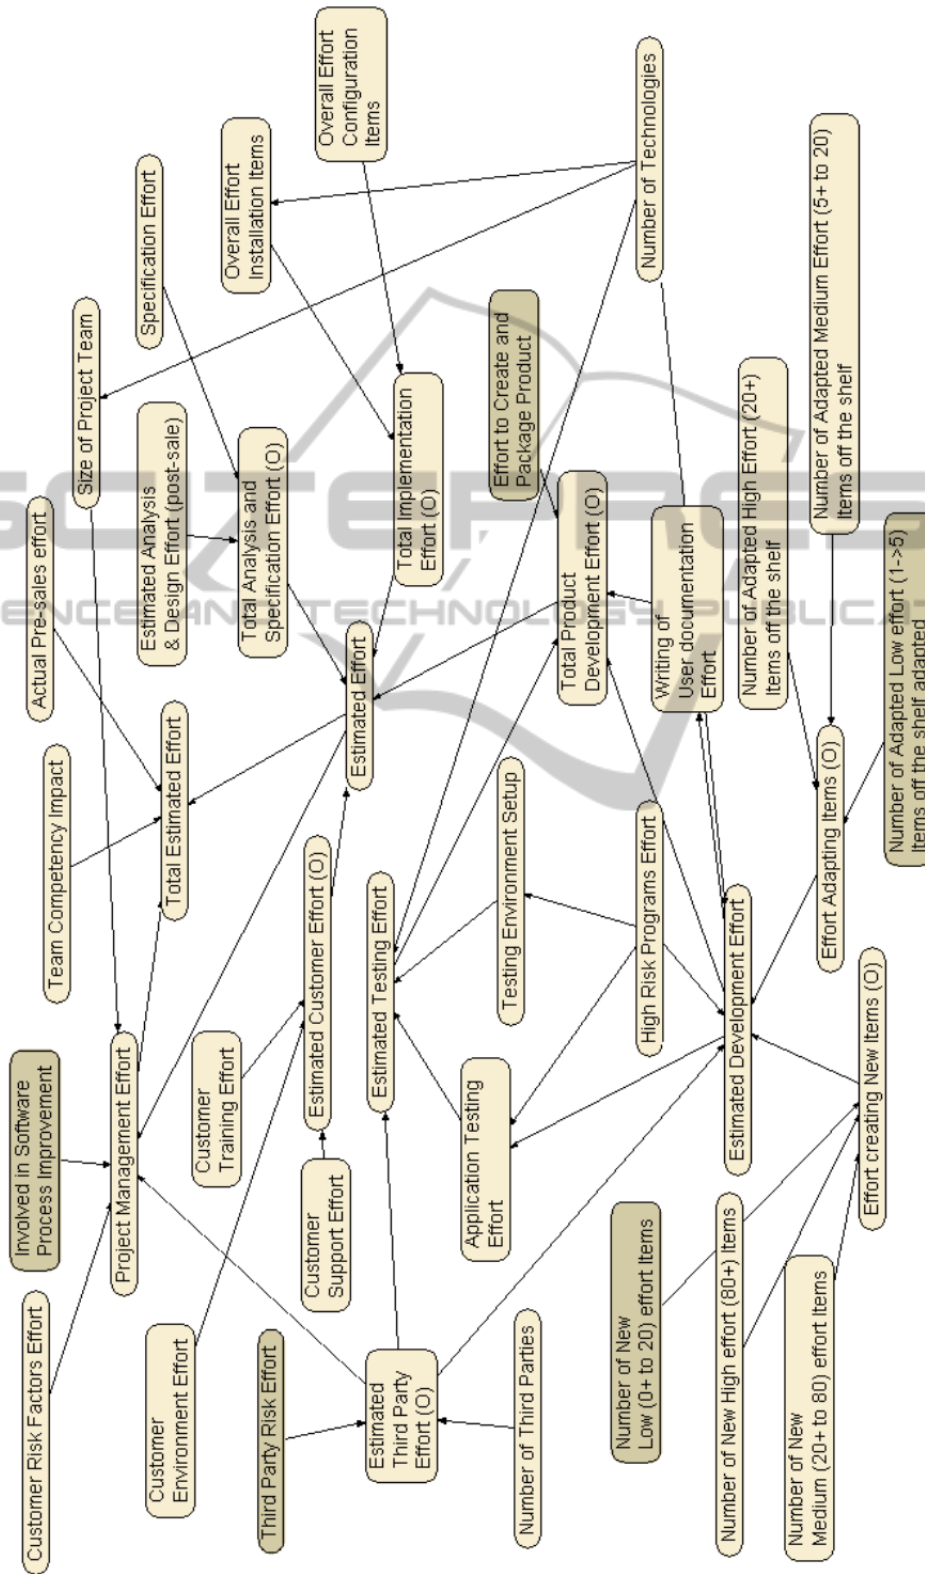 Customer Risk Factors Effort
Involved in Software
Process Improvement
Team Competency Impact
Actual Pre-sales effort
Size of Project Team
Specification Effort
Overall Effort
Installation Items
Overall Effort
Configuration
Items
Project Management Effort
Total Estimated Effort
Estimated Analysis
& Design Effort (post-sale)
Total Analysis and
Specification Effort (O)
Customer
Environment Effort
Customer
Training Effort
Estimated Customer Effort (O)
Customer
Support Effort
Estimated Effort
Total Implementation
Effort (O)
Third Party Risk Effort
Estimated
Third Party
Effort (O)
Number of Third Parties
Estimated Testing Effort
Application Testing
Effort
Testing Environment Setup
Effort to Create and
Package Product
Total Product
Development Effort (O)
Number of Technologies
High Risk Programs Effort
Writing of
User documentation
Effort
Number of New
Low (0+ to 20) effort Items
Number of New High effort (80+) Items
Number of New
Medium (20+ to 80) effort Items
Estimated Development Effort
Effort creating New Items (O)
Effort Adapting Items (O)
Number of Adapted High Effort (20+)
Items off the shelf
Number of Adapted Medium Effort (5+ to 20)
Items off the shelf
Number of Adapted Low effort (1->5)
Items off the shelf adapted
SCITEPRES
ENCE AND TECHNOLOGY PUBLICAT